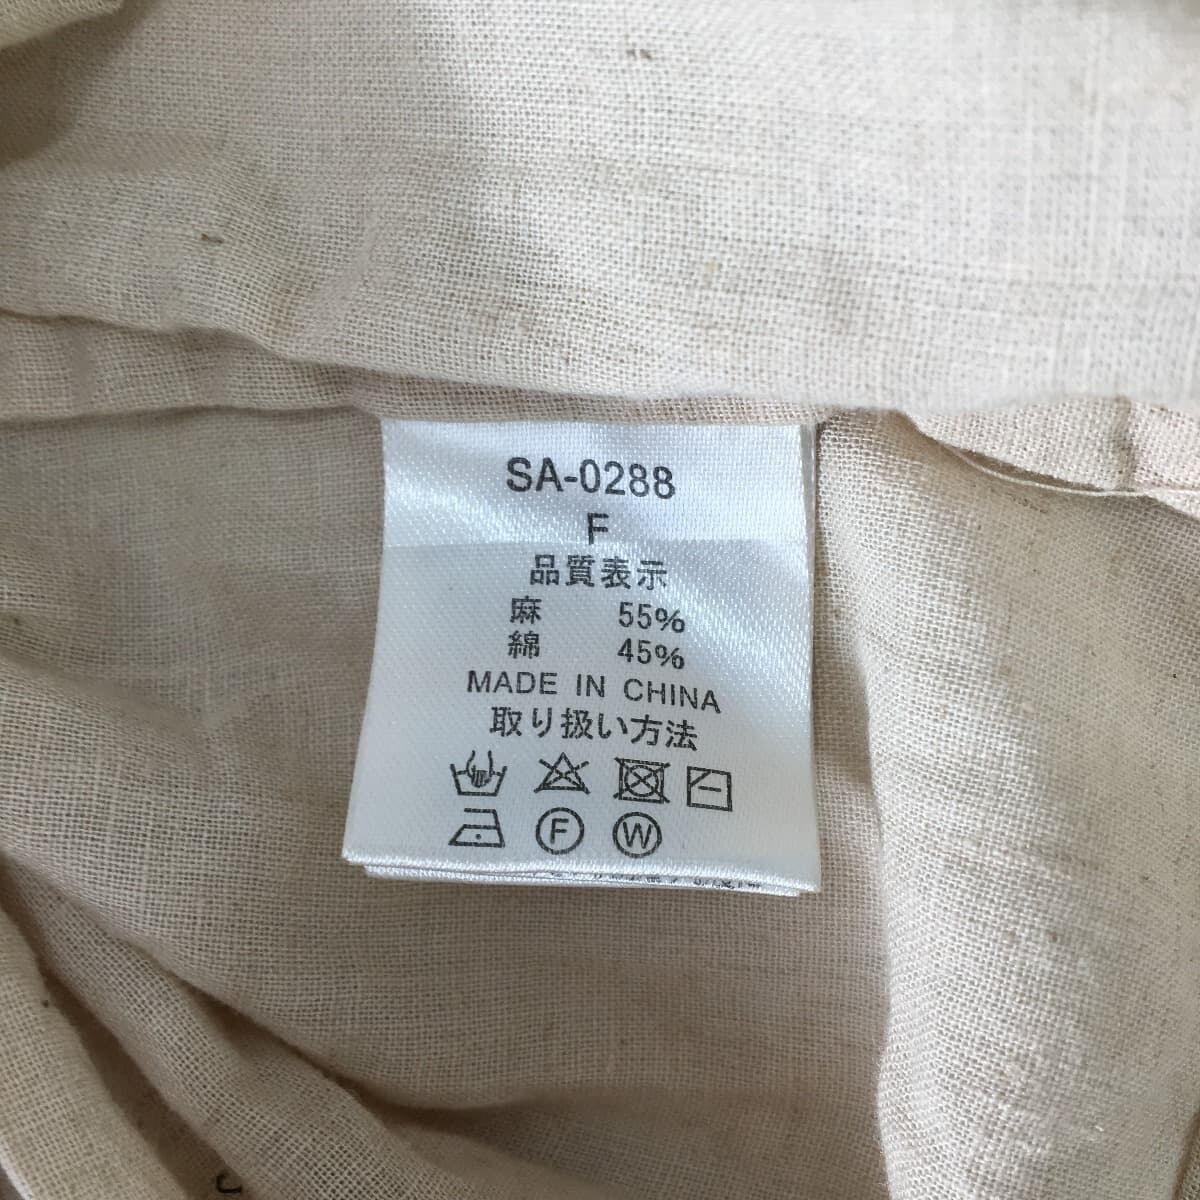 SA-0288
F
品質表示
麻 55%
綿 45%
MADE IN CHINA
取り扱い方法
F W